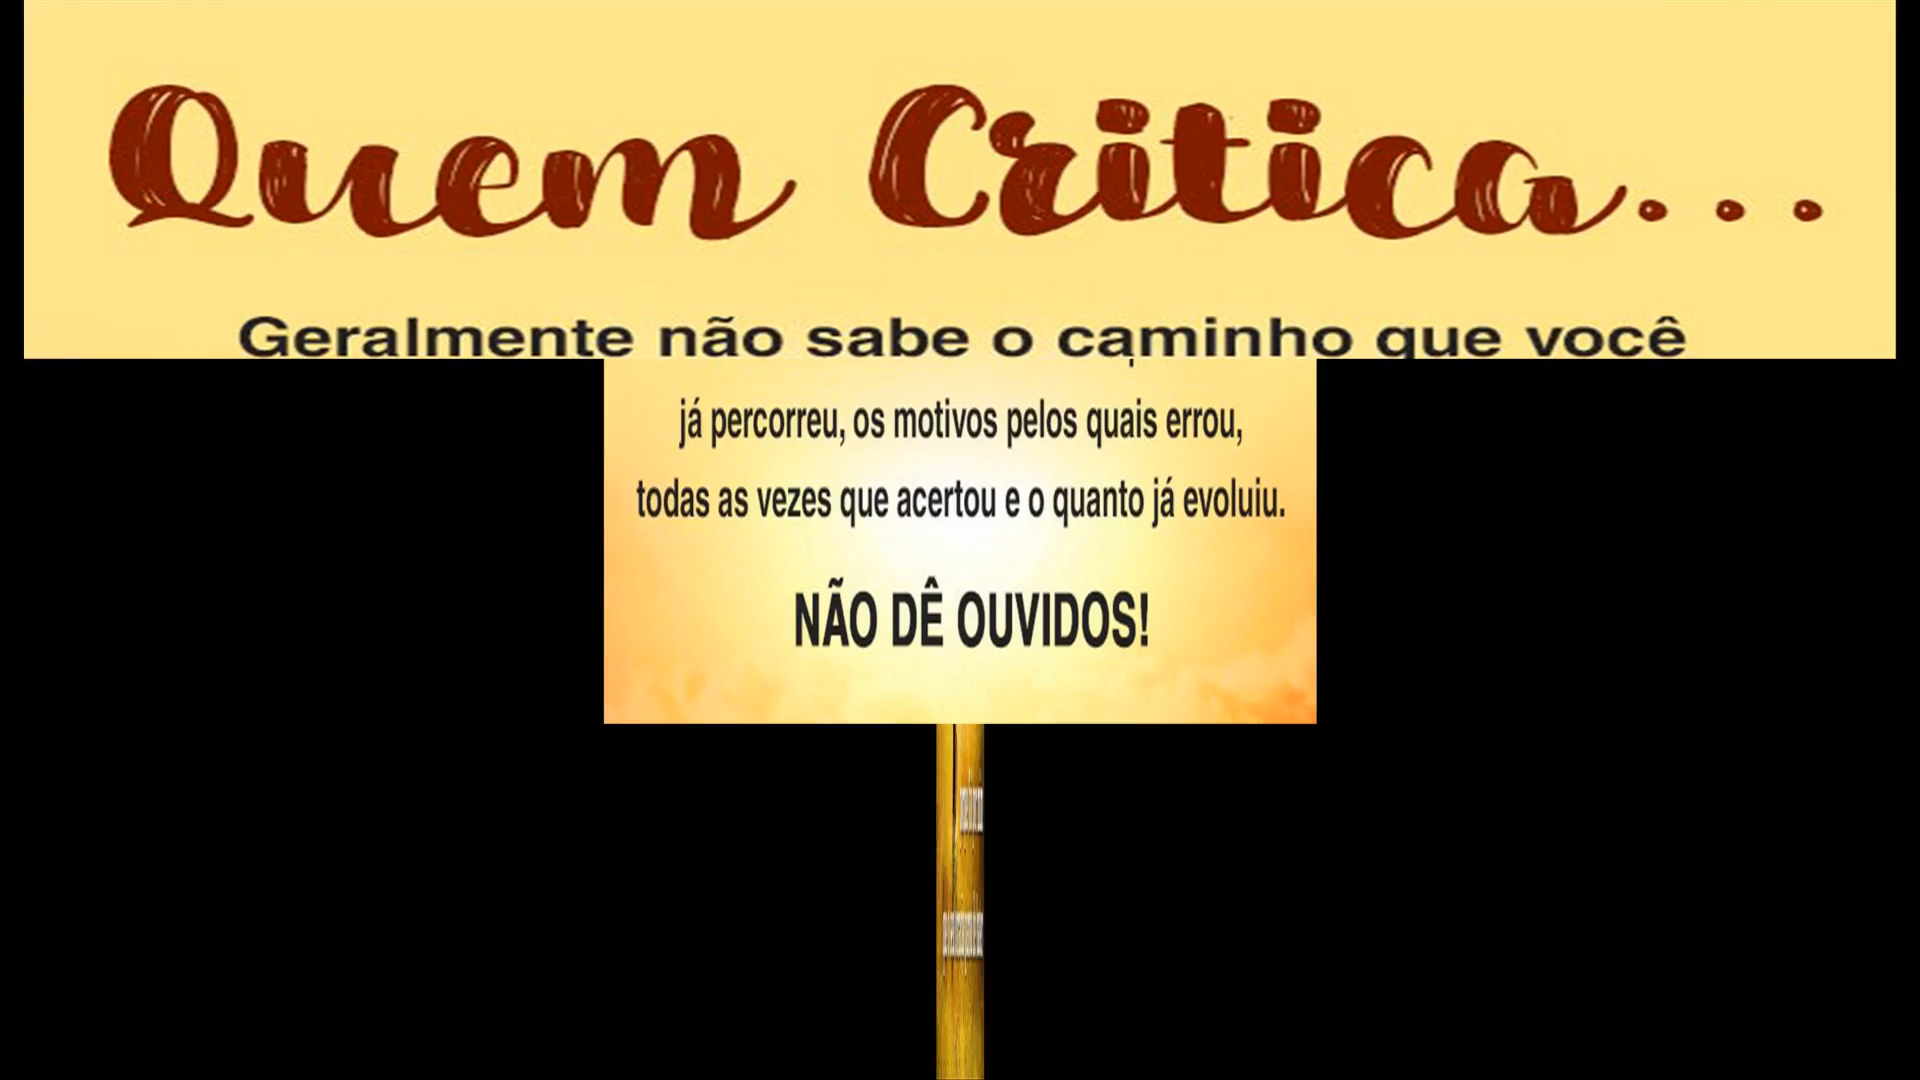 Quem Critica...
Geralmente não sabe o caminho que você
já percorreu, os motivos pelos quais errou,
todas as vezes que acertou e o quanto já evoluiu.
NÃO DÊ OUVIDOS!